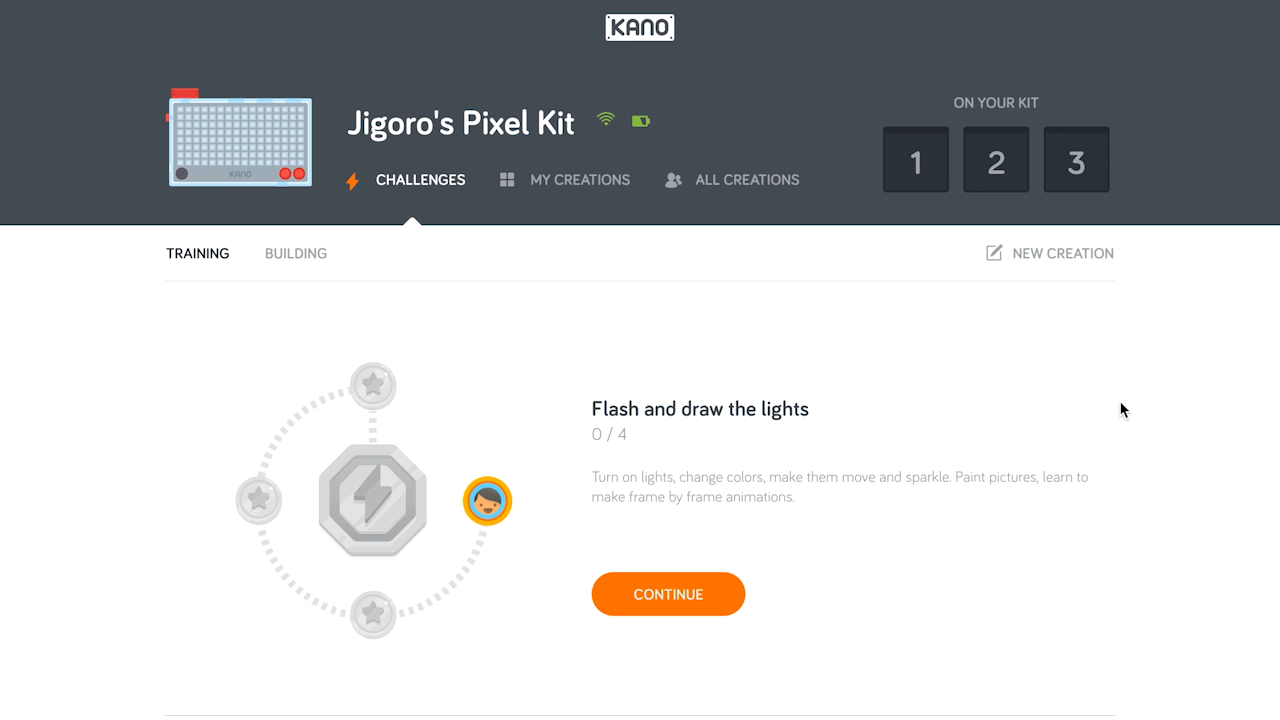 KANO
Jigoro's Pixel Kit
ON YOUR KIT
1 2 3
KANO
CHALLENGES MY CREATIONS ALL CREATIONS
TRAINING BUILDING NEW CREATION
Flash and draw the lights
0 / 4
Turn on lights, change colors, make them move and sparkle. Paint pictures, learn to
make frame by frame animations.
CONTINUE